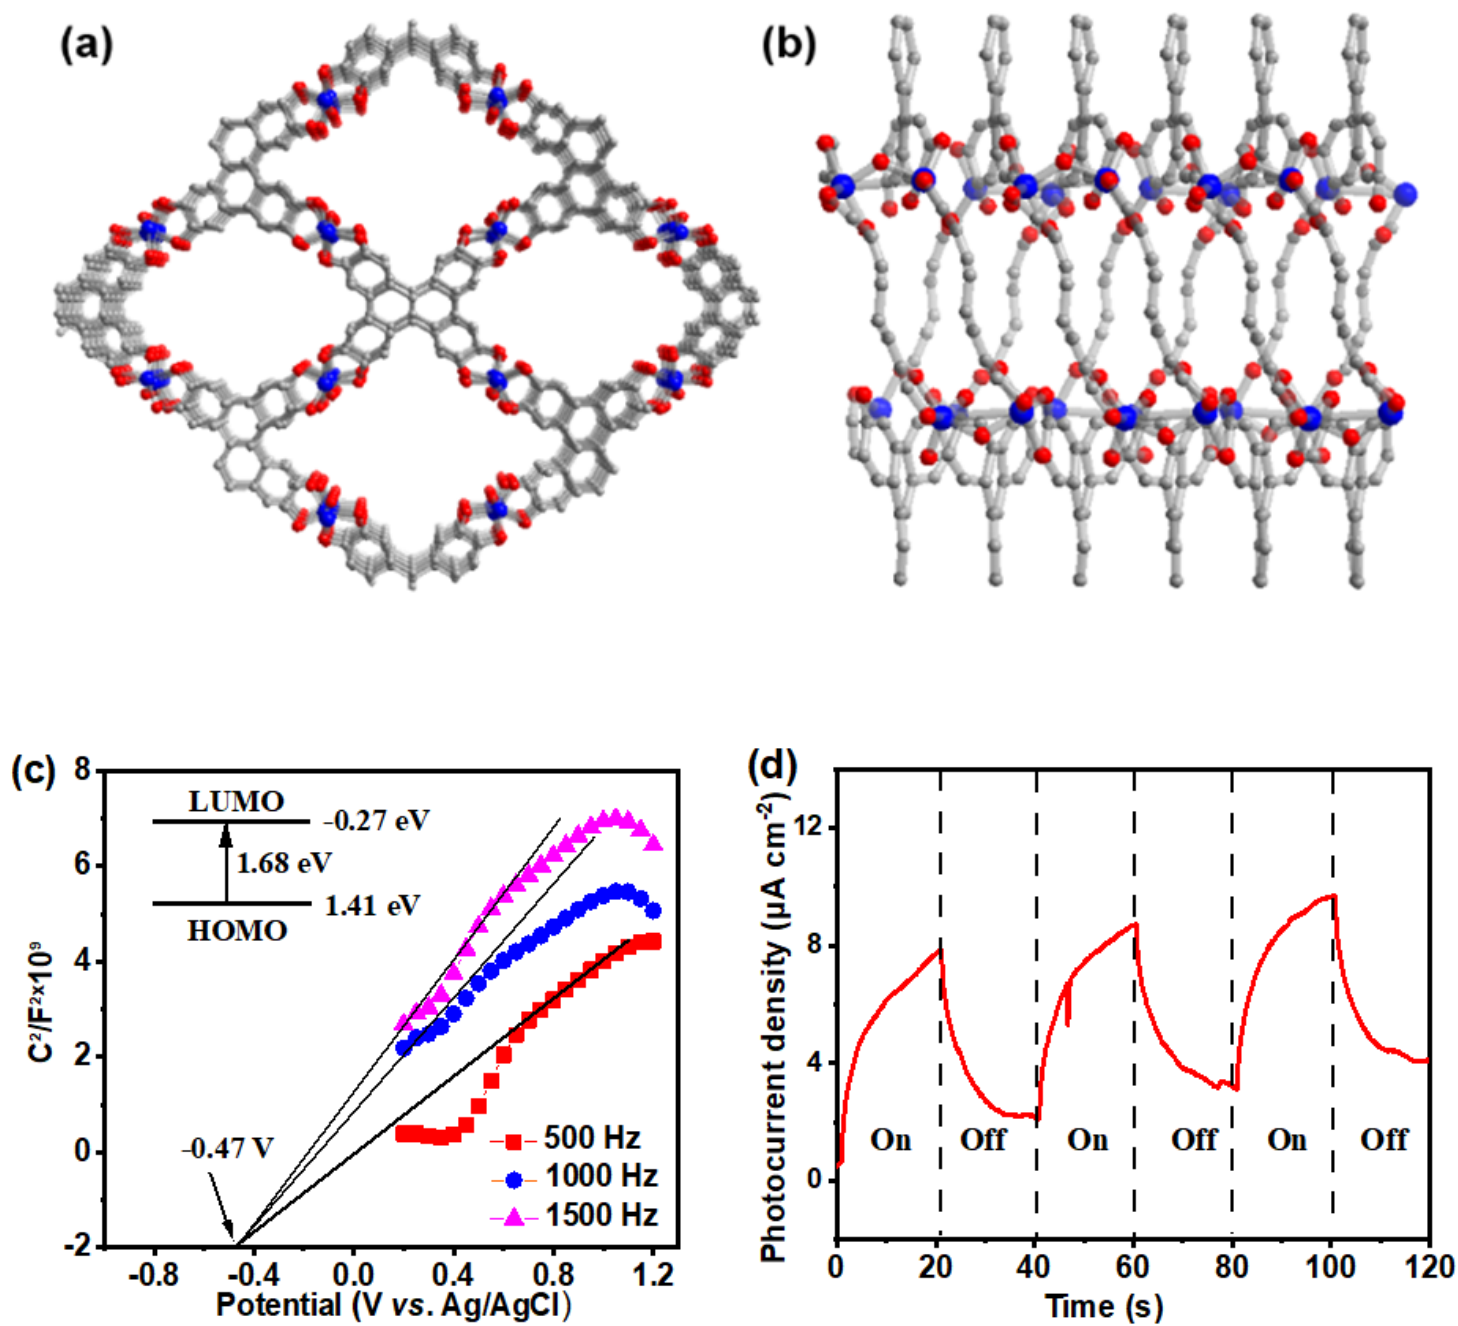 (a)
(b)
(c)
8
6
4
2
0
-2
C²/F²×10⁹
LUMO
-0.27 eV
1.68 eV
1.41 eV
HOMO
-0.47 V
500 Hz
1000 Hz
1500 Hz
-0.8 -0.4 0.0 0.4 0.8 1.2
Potential (V vs. Ag/AgCl)
(d)
12
8
4
0
Photocurrent density (μA cm⁻²)
On Off On Off On Off
0 20 40 60 80 100 120
Time (s)